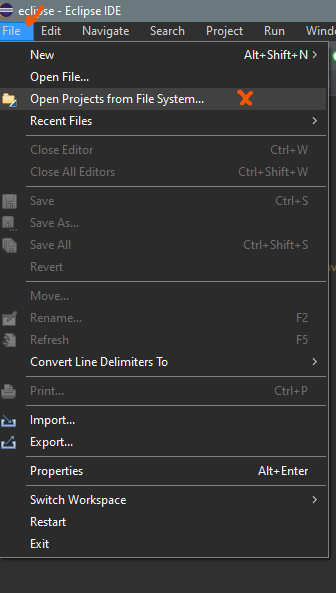 eclipse - Eclipse IDE
File Edit Navigate Search Project Run Windo
New Alt+Shift+N >
Open File...
Open Projects from File System...
Recent Files >
Close Editor Ctrl+W
Close All Editors Ctrl+Shift+W
Save Ctrl+S
Save As...
Save All Ctrl+Shift+S
Revert
Move...
Rename... F2
Refresh F5
Convert Line Delimiters To >
Print... Ctrl+P
Import...
Export...
Properties Alt+Enter
Switch Workspace >
Restart
Exit